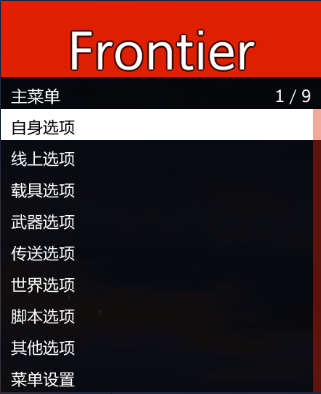 Frontier
主菜单 1 / 9
自身选项
线上选项
载具选项
武器选项
传送选项
世界选项
脚本选项
其他选项
菜单设置